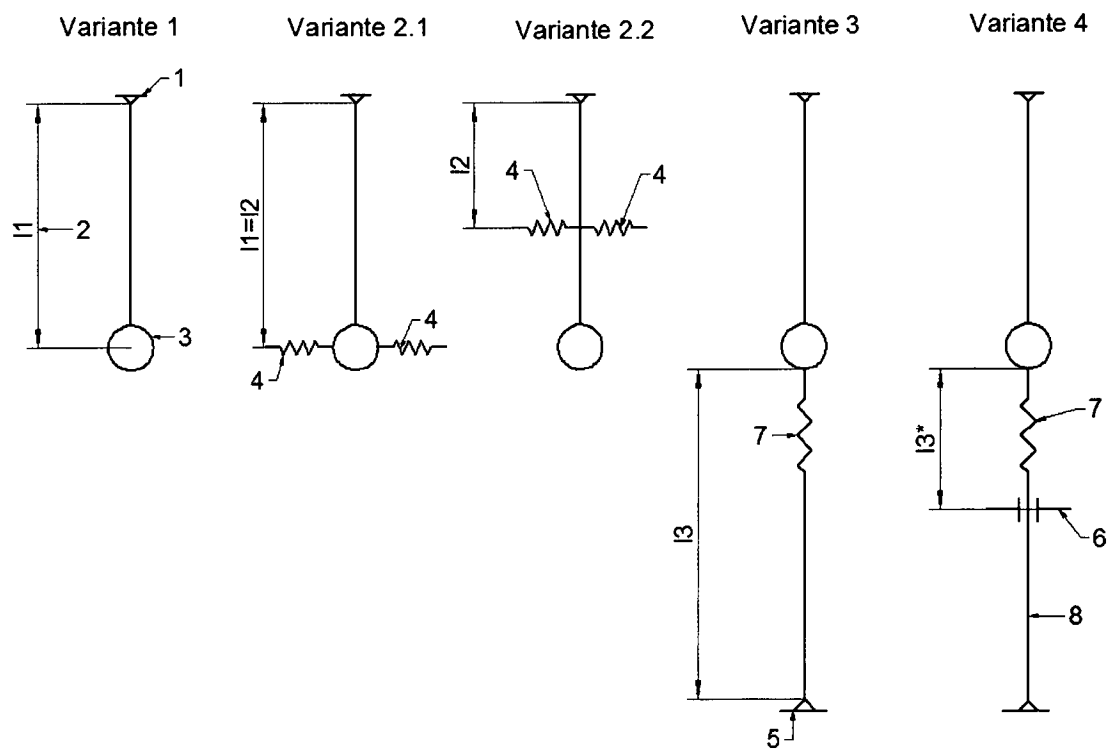 Variante 1
Variante 2.1
Variante 2.2
Variante 3
Variante 4
1
l1
2
3
l1=l2
4
4
l2
4
4
7
l3
5
7
l3*
6
8